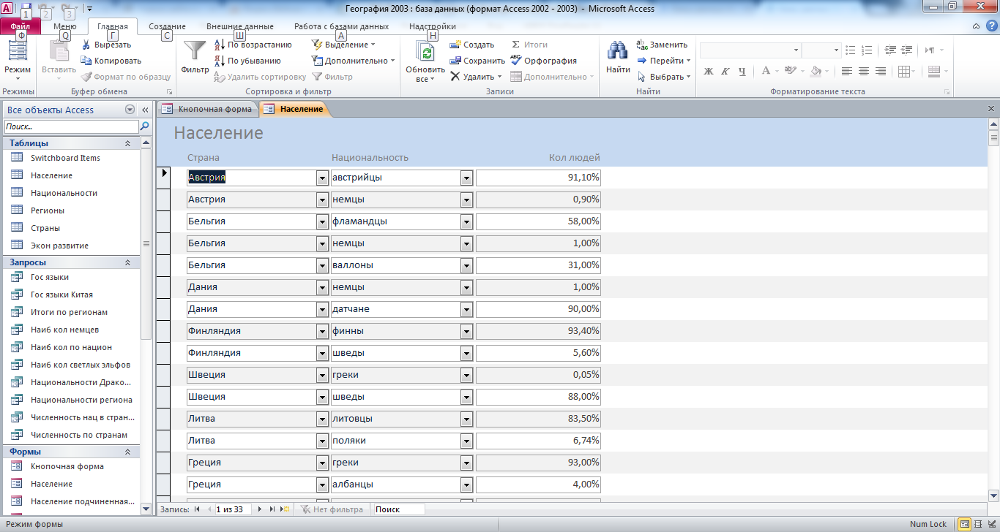 География 2003 : база данных (формат Access 2002 - 2003) - Microsoft Access
1 2 3
Файл Меню Главная Создание Внешние данные Работа с базами данных Надстройки
Ф Q Г С Ш А Н
Режим
Режимы
Вставить
Вырезать
Копировать
Формат по образцу
Буфер обмена
Фильтр
По возрастанию
По убыванию
Удалить сортировку
Выделение
Дополнительно
Фильтр
Сортировка и фильтр
Обновить
все
Создать
Сохранить
Удалить
Итоги
Орфография
Дополнительно
Записи
Найти
Заменить
Перейти
Выбрать
Найти
Ж К Ч А
Форматирование текста
Все объекты Access
Поиск...
Таблицы
Switchboard Items
Население
Национальности
Регионы
Страны
Экон развитие
Запросы
Гос языки
Гос языки Китая
Итоги по регионам
Наиб кол немцев
Наиб кол по национ
Наиб кол светлых эльфов
Национальности Драко...
Национальности региона
Численность нац в стран...
Численность по странам
Формы
Кнопочная форма
Население
Население подчиненная...
Кнопочная форма Население
Население
Страна Национальность Кол людей
Австрия австрийцы 91,10%
Австрия немцы 0,90%
Бельгия фламандцы 58,00%
Бельгия немцы 1,00%
Бельгия валлоны 31,00%
Дания немцы 1,00%
Дания датчане 90,00%
Финляндия финны 93,40%
Финляндия шведы 5,60%
Швеция греки 0,05%
Швеция шведы 88,00%
Литва литовцы 83,50%
Литва поляки 6,74%
Греция греки 93,00%
Греция албанцы 4,00%
Запись: 1 из 33 Нет фильтра Поиск
Режим формы Num Lock